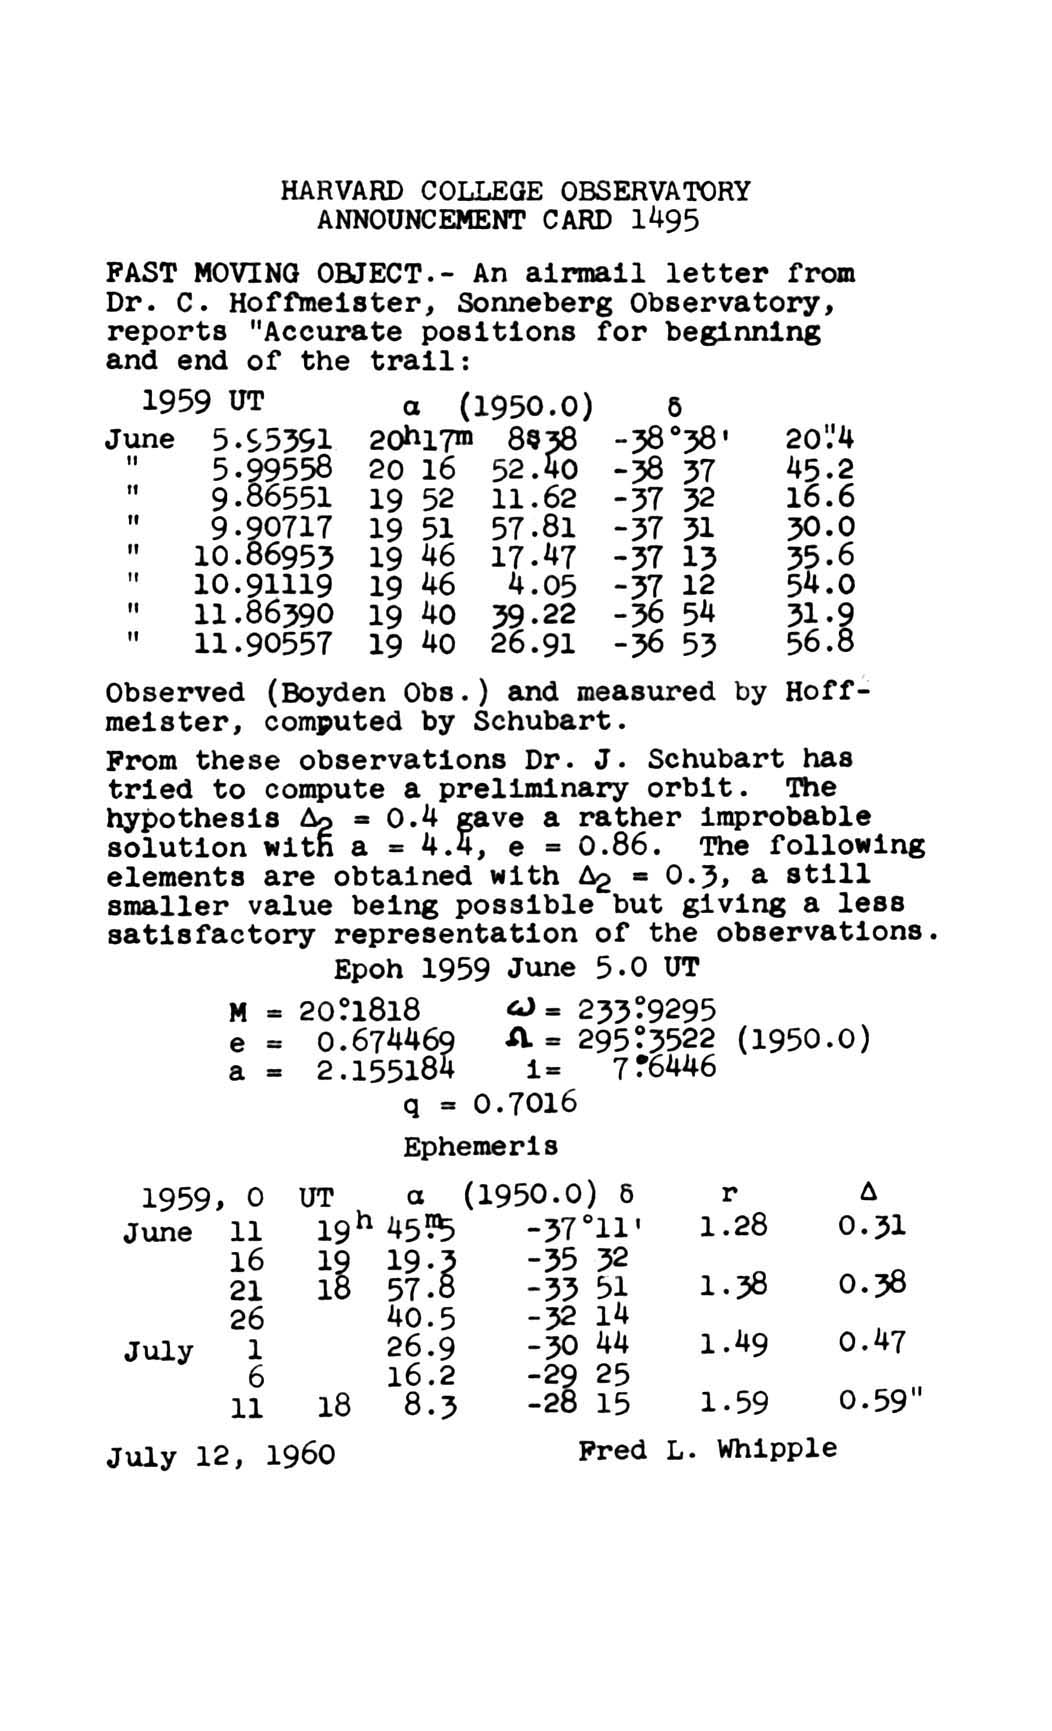 HARVARD COLLEGE OBSERVATORY
ANNOUNCEMENT CARD 1495
FAST MOVING OBJECT.- An airmail letter from
Dr. C. Hoffmeister, Sonneberg Observatory,
reports "Accurate positions for beginning
and end of the trail:
1959 UT α (1950.0) δ
June 5.95391 20ʰ17ᵐ 8ˢ.38 -38°38' 20".4
" 5.99558 20 16 52.40 -38 37 45.2
" 9.86551 19 52 11.62 -37 32 16.6
" 9.90717 19 51 57.81 -37 31 30.0
" 10.86953 19 46 17.47 -37 13 35.6
" 10.91119 19 46 4.05 -37 12 54.0
" 11.86390 19 40 39.22 -36 54 31.9
" 11.90557 19 40 26.91 -36 53 56.8
Observed (Boyden Obs.) and measured by Hoff-
meister, computed by Schubart.
From these observations Dr. J. Schubart has
tried to compute a preliminary orbit. The
hypothesis Δ₂ = 0.4 gave a rather improbable
solution with a = 4.4, e = 0.86. The following
elements are obtained with Δ₂ = 0.3, a still
smaller value being possible but giving a less
satisfactory representation of the observations.
Epoh 1959 June 5.0 UT
M = 20°.1818 ω = 233°.9295
e = 0.674469 Ω = 295°.3522 (1950.0)
a = 2.155184 i= 7°.6446
q = 0.7016
Ephemeris
1959, 0 UT α (1950.0) δ r Δ
June 11 19ʰ 45ᵐ.5 -37°11' 1.28 0.31
16 19 19.3 -35 32
21 18 57.8 -33 51 1.38 0.38
26 40.5 -32 14
July 1 26.9 -30 44 1.49 0.47
6 16.2 -29 25
11 18 8.3 -28 15 1.59 0.59"
July 12, 1960 Fred L. Whipple